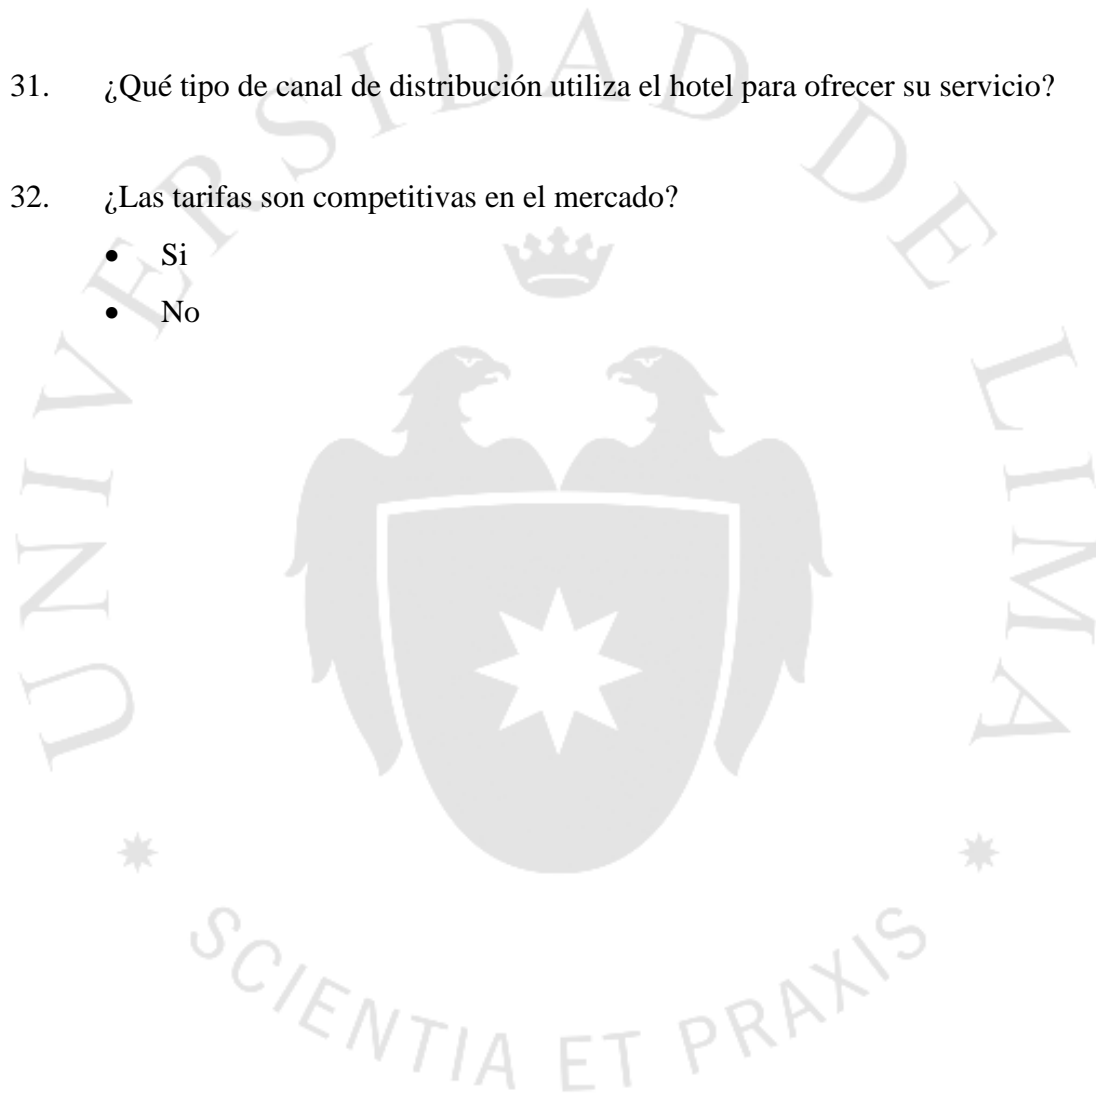 31. ¿Qué tipo de canal de distribución utiliza el hotel para ofrecer su servicio?
32. ¿Las tarifas son competitivas en el mercado?
• Si
• No
UNIVERSIDAD DE LIMA
SCIENTIA ET PRAXIS